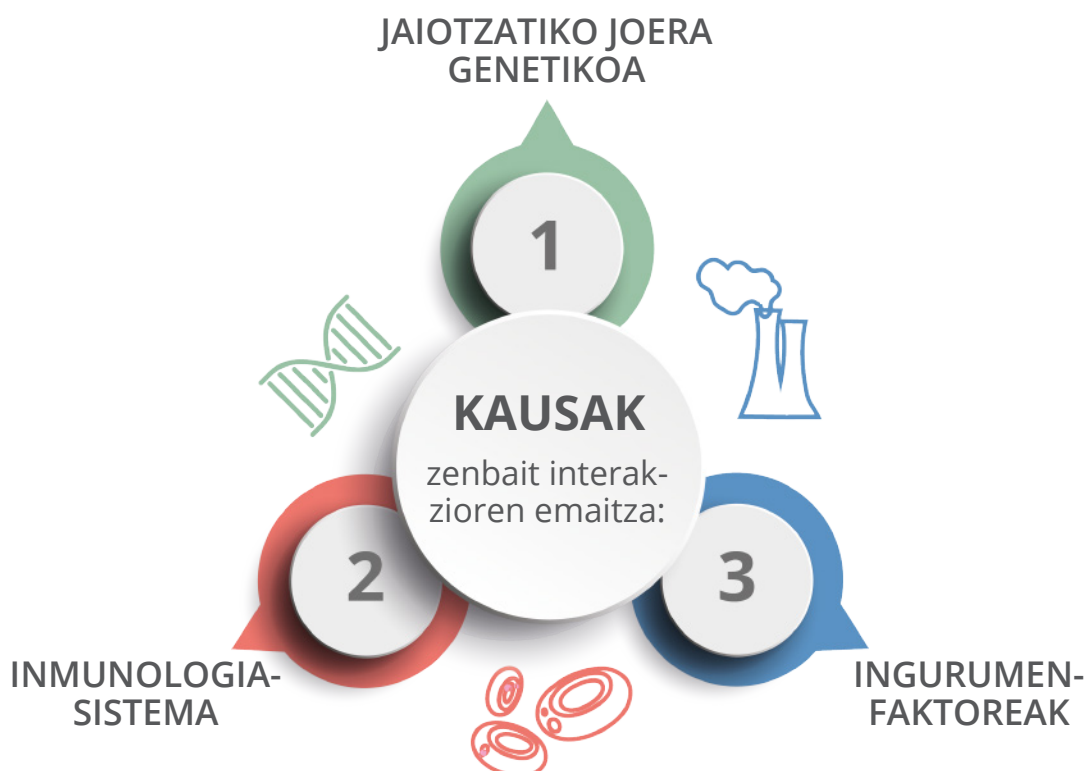 JAIOTZATIKO JOERA
GENETIKOA
1
KAUSAK
zenbait interak-
zioren emaitza:
2
3
INMUNOLOGIA-
SISTEMA
INGURUMEN-
FAKTOREAK